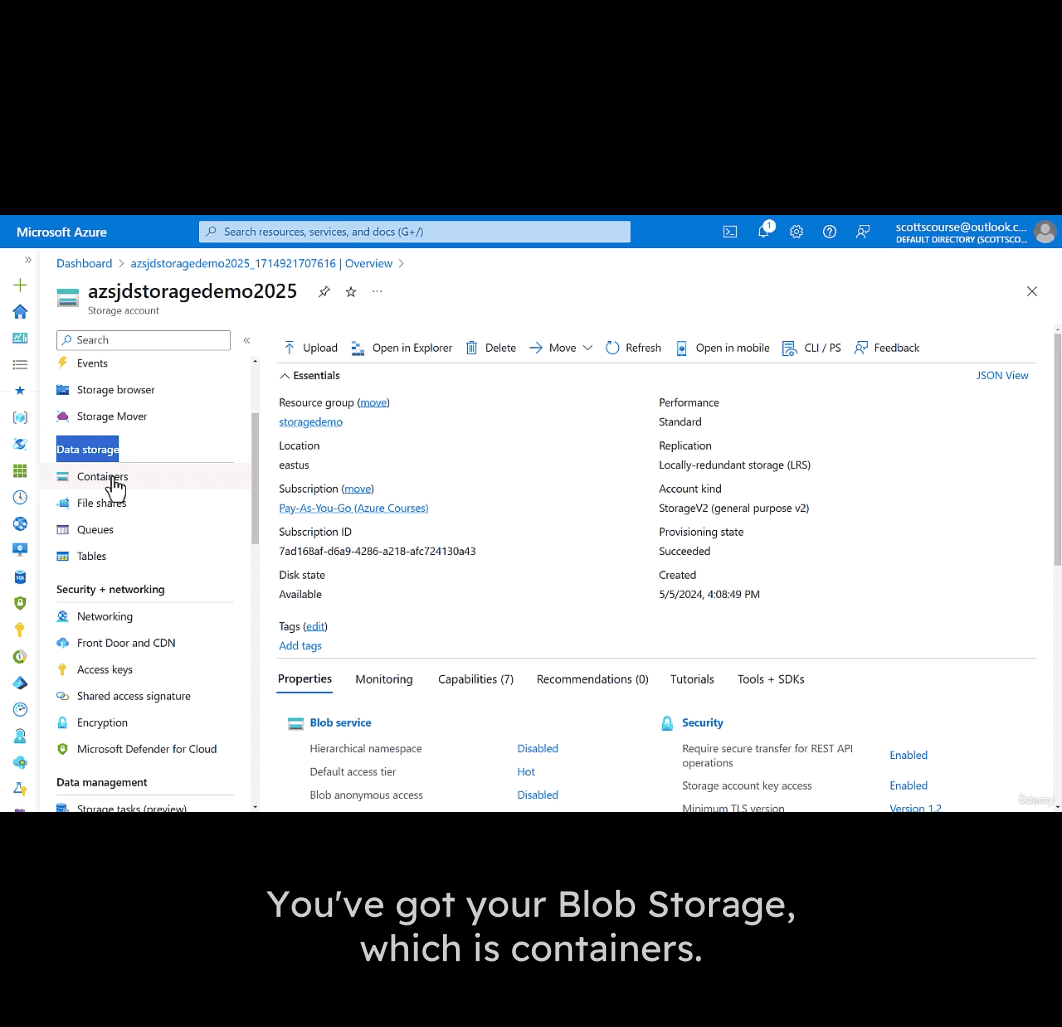 Microsoft Azure
Search resources, services, and docs (G+/)
1
scottscourse@outlook.c...
DEFAULT DIRECTORY (SCOTTSCO...
Dashboard > azsjdstoragedemo2025_1714921707616 | Overview >
azsjdstoragedemo2025
Storage account
Search
Events
Storage browser
Storage Mover
Data storage
Containers
File shares
Queues
Tables
Security + networking
Networking
Front Door and CDN
Access keys
Shared access signature
Encryption
Microsoft Defender for Cloud
Data management
Storage tasks (preview)
Upload Open in Explorer Delete Move Refresh Open in mobile CLI / PS Feedback
Essentials
JSON View
Resource group (move)
storagedemo
Location
eastus
Subscription (move)
Pay-As-You-Go (Azure Courses)
Subscription ID
7ad168af-d6a9-4286-a218-afc724130a43
Disk state
Available
Performance
Standard
Replication
Locally-redundant storage (LRS)
Account kind
StorageV2 (general purpose v2)
Provisioning state
Succeeded
Created
5/5/2024, 4:08:49 PM
Tags (edit)
Add tags
Properties Monitoring Capabilities (7) Recommendations (0) Tutorials Tools + SDKs
Blob service
Hierarchical namespace Disabled
Default access tier Hot
Blob anonymous access Disabled
Security
Require secure transfer for REST API operations Enabled
Storage account key access Enabled
Minimum TLS version Version 1.2
Udemy
You've got your Blob Storage,
which is containers.